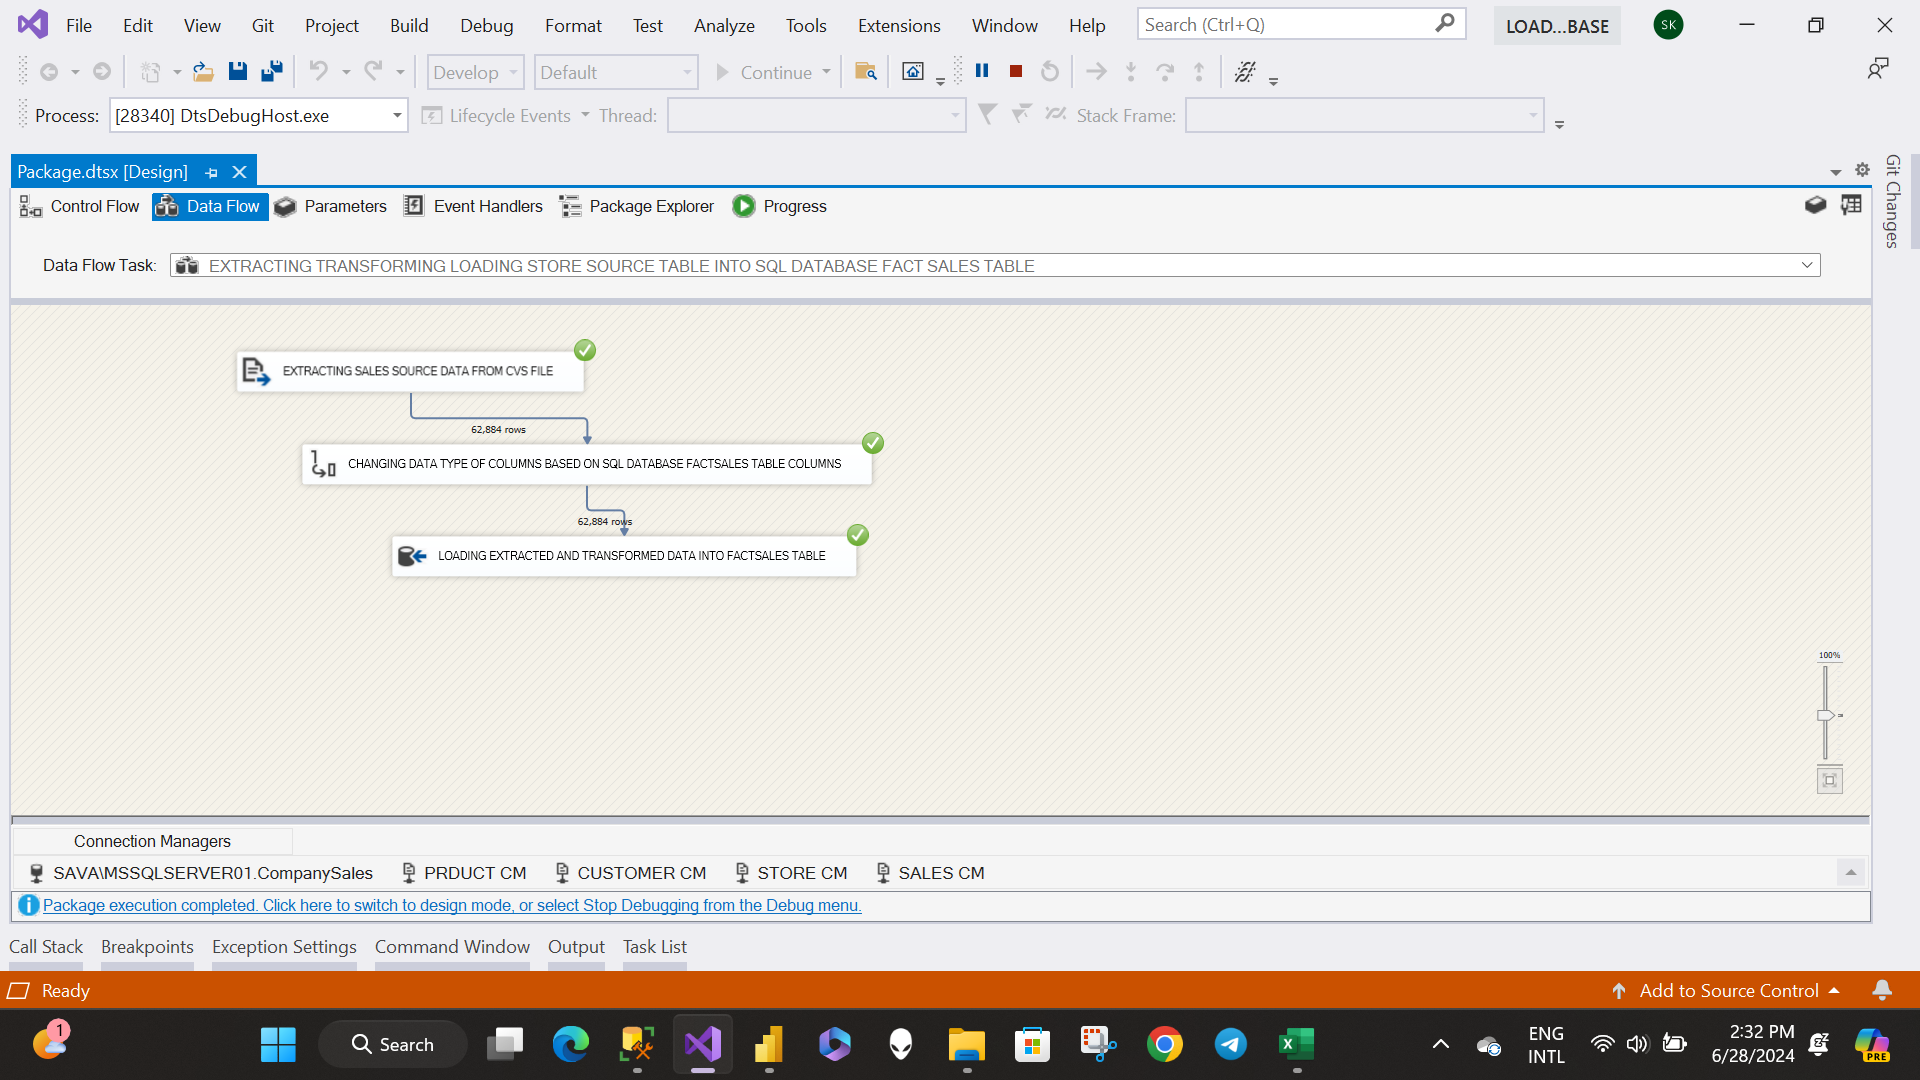 File Edit View Git Project Build Debug Format Test Analyze Tools Extensions Window Help Search (Ctrl+Q) LOAD...BASE SK
Develop Default Continue
Process: [28340] DtsDebugHost.exe Lifecycle Events Thread: Stack Frame:
Package.dtsx [Design]
Git Changes
Control Flow Data Flow Parameters Event Handlers Package Explorer Progress
Data Flow Task: EXTRACTING TRANSFORMING LOADING STORE SOURCE TABLE INTO SQL DATABASE FACT SALES TABLE
EXTRACTING SALES SOURCE DATA FROM CVS FILE
62,884 rows
CHANGING DATA TYPE OF COLUMNS BASED ON SQL DATABASE FACTSALES TABLE COLUMNS
62,884 rows
LOADING EXTRACTED AND TRANSFORMED DATA INTO FACTSALES TABLE
100%
Connection Managers
SAVA\MSSQLSERVER01.CompanySales PRDUCT CM CUSTOMER CM STORE CM SALES CM
Package execution completed. Click here to switch to design mode, or select Stop Debugging from the Debug menu.
Call Stack Breakpoints Exception Settings Command Window Output Task List
Ready Add to Source Control
1 Search ENG 2:32 PM
INTL 6/28/2024 PRE